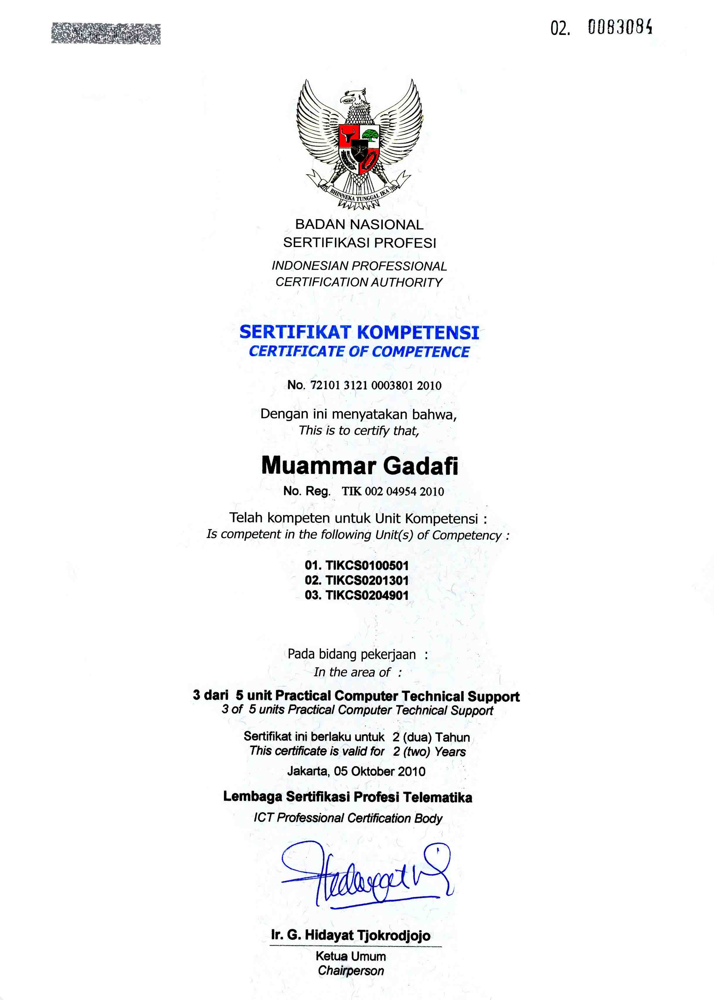 02. 0083084
BHINNEKA TUNGGAL IKA
BADAN NASIONAL
SERTIFIKASI PROFESI
INDONESIAN PROFESSIONAL
CERTIFICATION AUTHORITY
SERTIFIKAT KOMPETENSI
CERTIFICATE OF COMPETENCE
No. 72101 3121 0003801 2010
Dengan ini menyatakan bahwa,
This is to certify that,
Muammar Gadafi
No. Reg. TIK 002 04954 2010
Telah kompeten untuk Unit Kompetensi :
Is competent in the following Unit(s) of Competency :
01. TIKCS0100501
02. TIKCS0201301
03. TIKCS0204901
Pada bidang pekerjaan :
In the area of :
3 dari 5 unit Practical Computer Technical Support
3 of 5 units Practical Computer Technical Support
Sertifikat ini berlaku untuk 2 (dua) Tahun
This certificate is valid for 2 (two) Years
Jakarta, 05 Oktober 2010
Lembaga Sertifikasi Profesi Telematika
ICT Professional Certification Body
Ir. G. Hidayat Tjokrodjojo
Ketua Umum
Chairperson